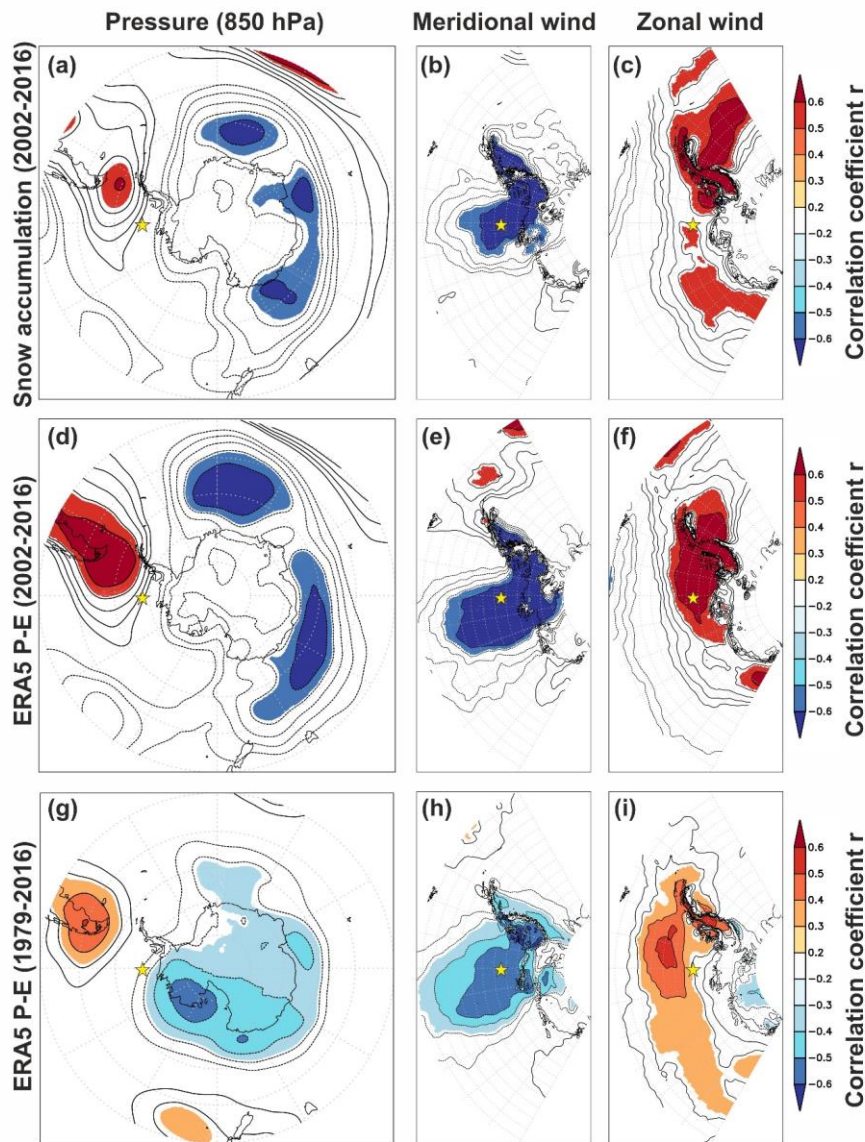 Pressure (850 hPa)
Meridional wind
Zonal wind
Snow accumulation (2002-2016)
(a)
(b)
(c)
0.6
0.5
0.4
0.3
0.2
−0.2
−0.3
−0.4
−0.5
−0.6
Correlation coefficient r
ERA5 P-E (2002-2016)
(d)
(e)
(f)
0.6
0.5
0.4
0.3
0.2
−0.2
−0.3
−0.4
−0.5
−0.6
Correlation coefficient r
ERA5 P-E (1979-2016)
(g)
(h)
(i)
0.6
0.5
0.4
0.3
0.2
−0.2
−0.3
−0.4
−0.5
−0.6
Correlation coefficient r